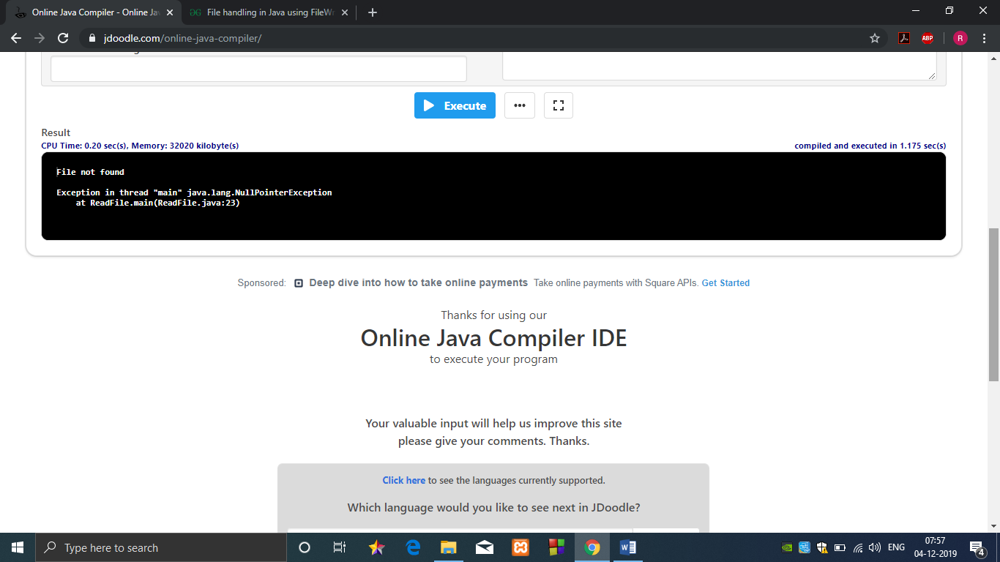 Online Java Compiler - Online Ja
File handling in Java using FileWr
jdoodle.com/online-java-compiler/
ABP
R
Execute
Result
CPU Time: 0.20 sec(s), Memory: 32020 kilobyte(s)
compiled and executed in 1.175 sec(s)
File not found
Exception in thread "main" java.lang.NullPointerException
at ReadFile.main(ReadFile.java:23)
Sponsored: Deep dive into how to take online payments Take online payments with Square APIs. Get Started
Thanks for using our
Online Java Compiler IDE
to execute your program
Your valuable input will help us improve this site
please give your comments. Thanks.
Click here to see the languages currently supported.
Which language would you like to see next in JDoodle?
Type here to search
ENG
07:57
04-12-2019
4